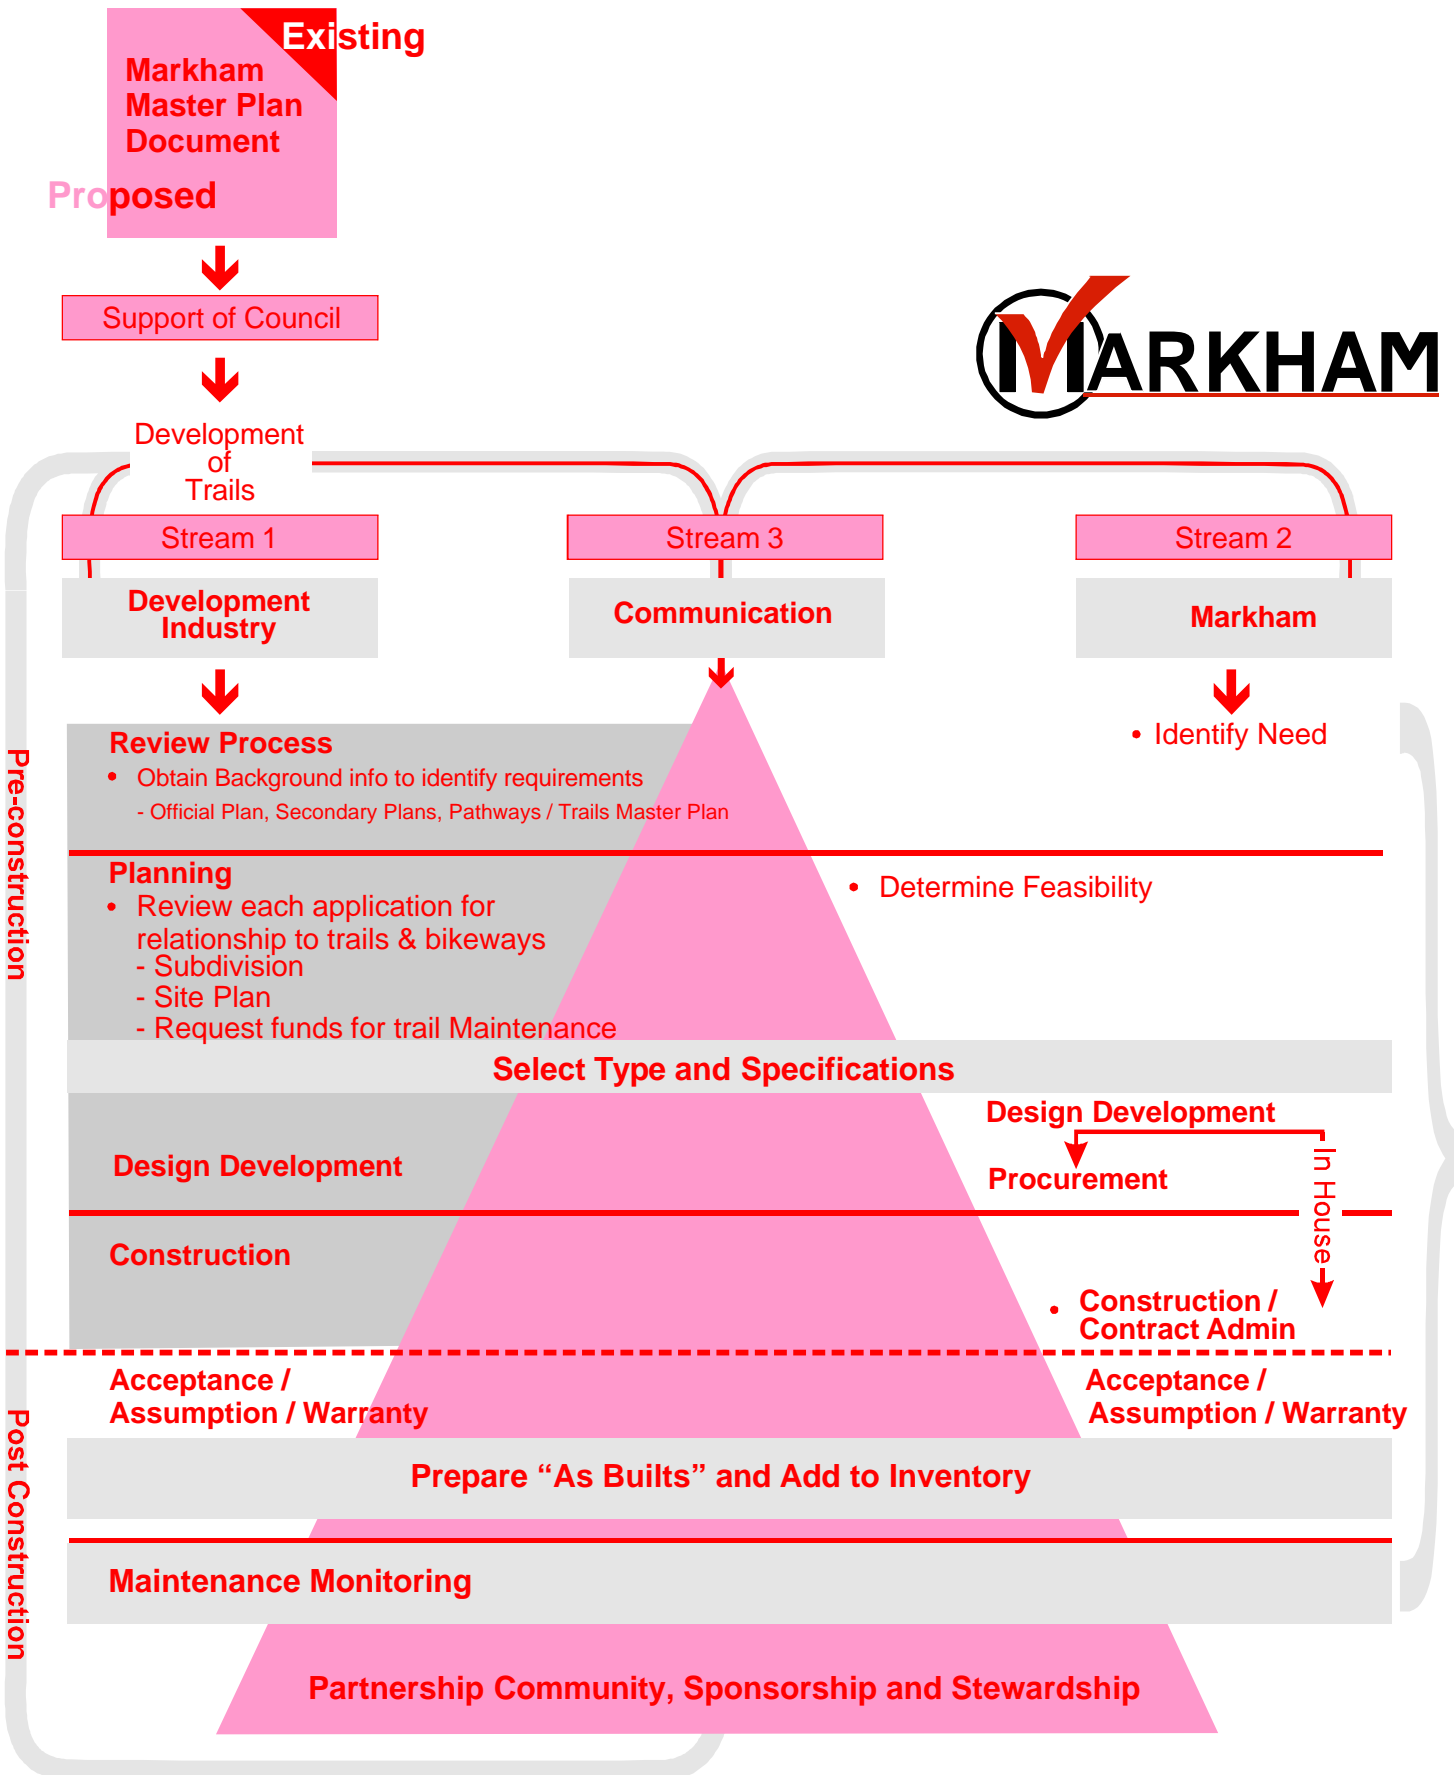 Existing
Markham
Master Plan
Document
Proposed
Support of Council
MARKHAM
Development
of
Trails
Stream 1
Stream 3
Stream 2
Development
Industry
Communication
Markham
Pre-construction
Review Process
• Obtain Background info to identify requirements
- Official Plan, Secondary Plans, Pathways / Trails Master Plan
• Identify Need
Planning
• Review each application for
relationship to trails & bikeways
- Subdivision
- Site Plan
- Request funds for trail Maintenance
• Determine Feasibility
Select Type and Specifications
Design Development
Design Development
Procurement
In House
Construction
• Construction /
Contract Admin
Post Construction
Acceptance /
Assumption / Warranty
Acceptance /
Assumption / Warranty
Prepare “As Builts” and Add to Inventory
Maintenance Monitoring
Partnership Community, Sponsorship and Stewardship